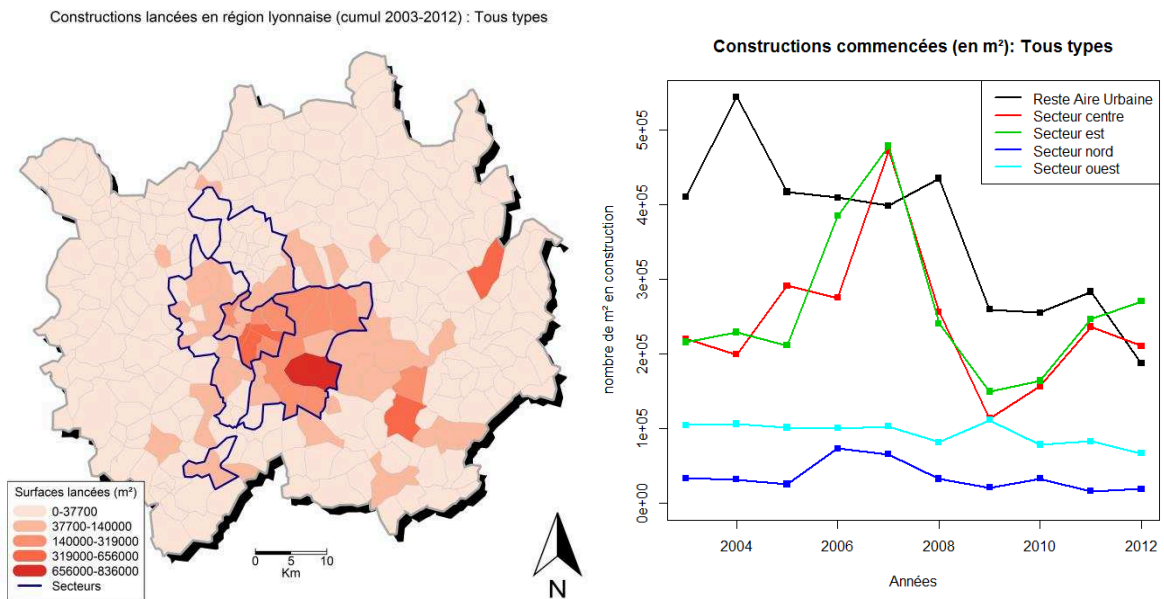 Constructions lancées en région lyonnaise (cumul 2003-2012) : Tous types
Surfaces lancées (m²)
0-37700
37700-140000
140000-319000
319000-656000
656000-836000
Secteurs
0 5 10
Km
N
Constructions commencées (en m²): Tous types
Reste Aire Urbaine
Secteur centre
Secteur est
Secteur nord
Secteur ouest
nombre de m² en construction
5e+05
4e+05
3e+05
2e+05
1e+05
0e+00
2004 2006 2008 2010 2012
Années